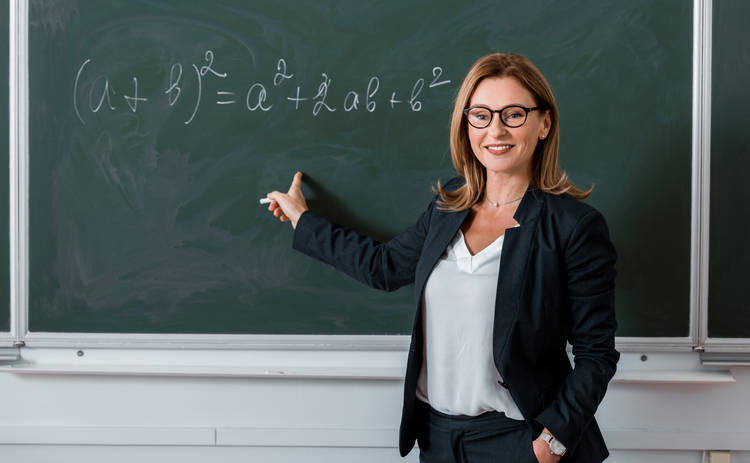 (a+b)² = a² + 2ab + b²